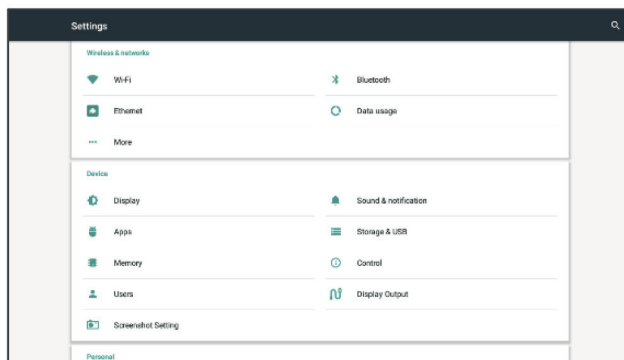 Settings
Wireless & networks
Wi-Fi
Bluetooth
Ethernet
Data usage
More
Device
Display
Sound & notification
Apps
Storage & USB
Memory
Control
Users
Display Output
Screenshot Setting
Personal